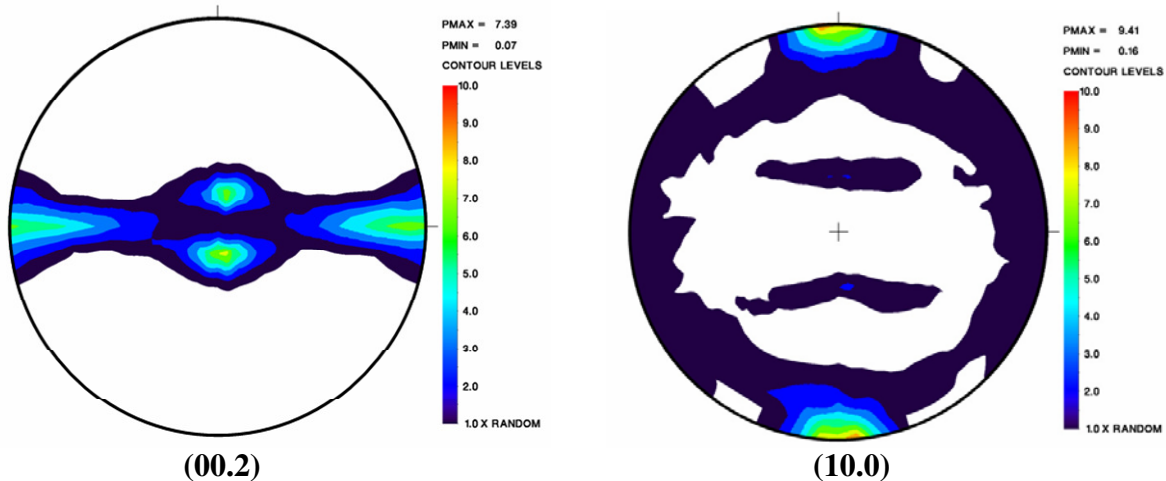 PMAX = 7.39
PMIN = 0.07
CONTOUR LEVELS
10.0
9.0
8.0
7.0
6.0
5.0
4.0
3.0
2.0
1.0 X RANDOM
(00.2)
PMAX = 9.41
PMIN = 0.16
CONTOUR LEVELS
10.0
9.0
8.0
7.0
6.0
5.0
4.0
3.0
2.0
1.0 X RANDOM
(10.0)